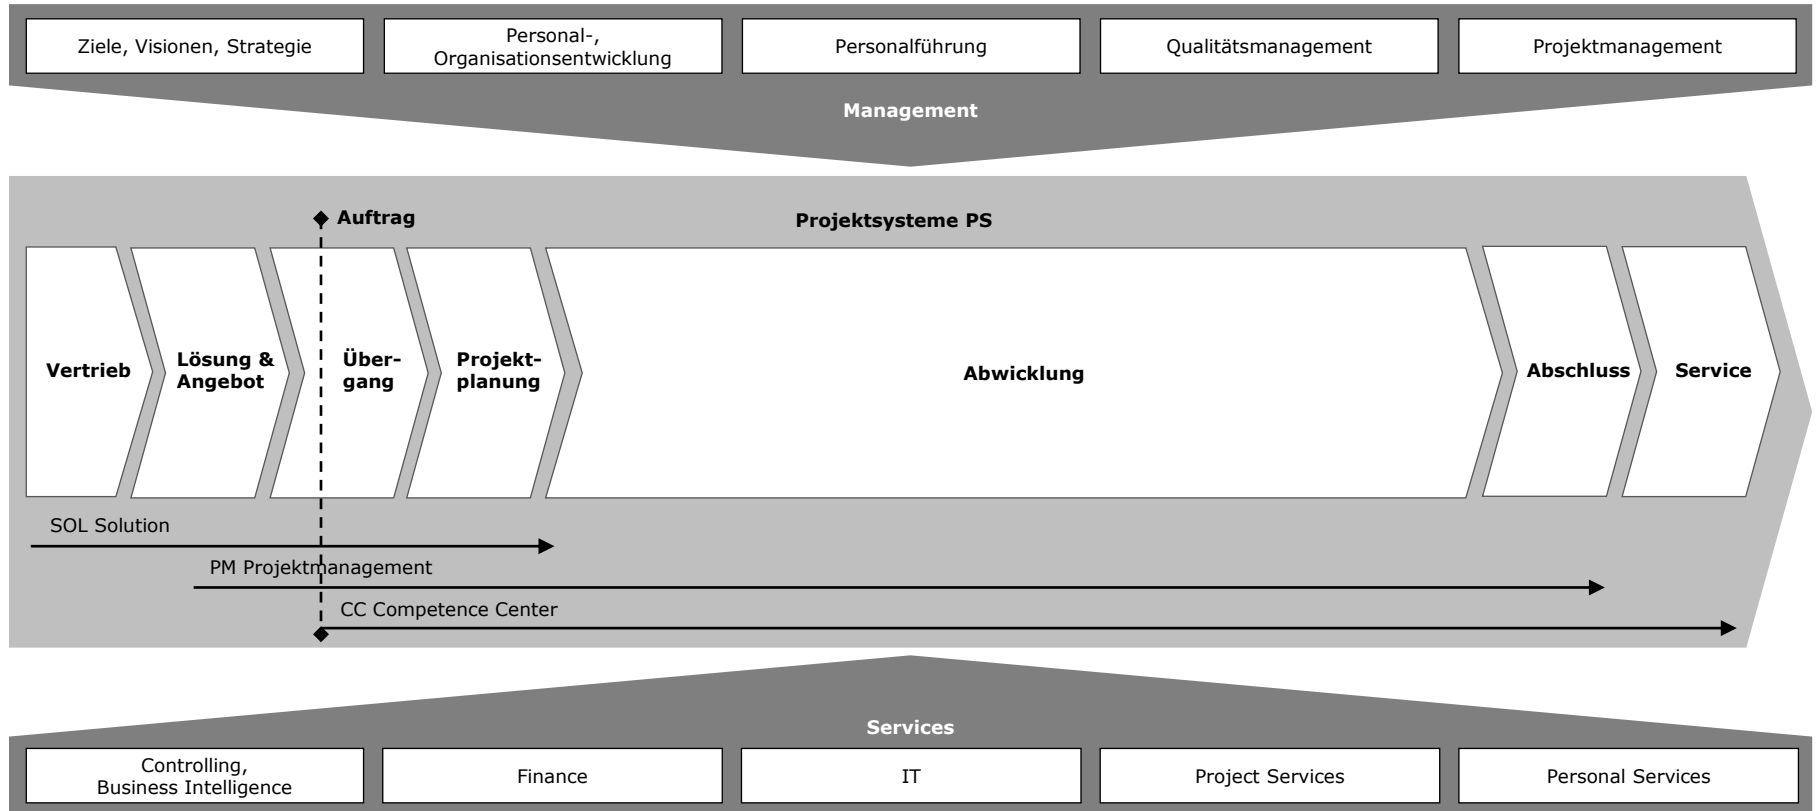 Ziele, Visionen, Strategie
Personal-,
Organisationsentwicklung
Personalführung
Qualitätsmanagement
Projektmanagement
Management
Auftrag
Projektsysteme PS
Vertrieb
Lösung &
Angebot
Über-
gang
Projekt-
planung
Abwicklung
Abschluss
Service
SOL Solution
PM Projektmanagement
CC Competence Center
Services
Controlling,
Business Intelligence
Finance
IT
Project Services
Personal Services